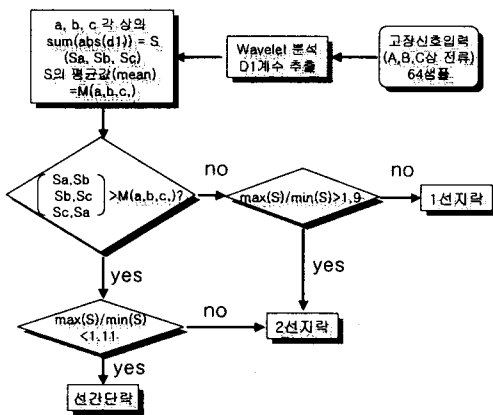 고장신호입력
(A,B,C상 전류)
64샘플
Wavelet 분석
D1계수 추출
a, b, c 각 상의
sum(abs(d1)) = S
(Sa, Sb, Sc)
S의 평균값(mean)
=M(a,b,c,)
Sa,Sb
Sb,Sc
Sc,Sa
>M(a,b,c,)?
no
max(S)/min(S)>1,9
no
1선지락
yes
yes
max(S)/min(S)
<1,11
no
2선지락
yes
선간단락